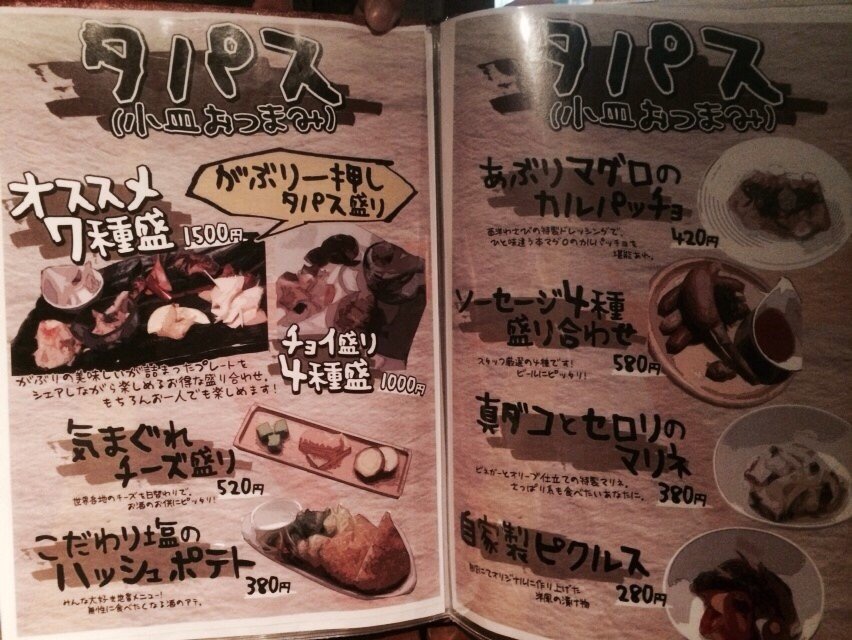 タパス
(小皿おつまみ)
がぶり一押し
タパス盛り
オススメ
7種盛 1500円
チョイ盛り
4種盛 1000円
がぶりの美味しいが詰まったプレートを
シェアしながら楽しめるお得な盛り合わせ。
もちろんお一人でも楽しめます!
気まぐれ
チーズ盛り
520円
世界各地のチーズを日替わりで。
お酒のお供にピッタリ!
こだわり塩の
ハッシュポテト
380円
みんな大好き定番メニュー!
無性に食べたくなる酒のアテ。
タパス
(小皿おつまみ)
あぶりマグロの
カルパッチョ
420円
西洋わさびの特製ドレッシングで、
ひと味違う本マグロのカルパッチョを
堪能あれ。
ソーセージ4種
盛り合わせ
580円
スタッフ厳選の4種です!
ビールにピッタリ!
真ダコとセロリの
マリネ
380円
ビネガーとオリーブ仕立ての特製マリネ。
さっぱり系を食べたいあなたに。
自家製ピクルス
280円
自家にてオリジナルに作り上げた
洋風の漬け物